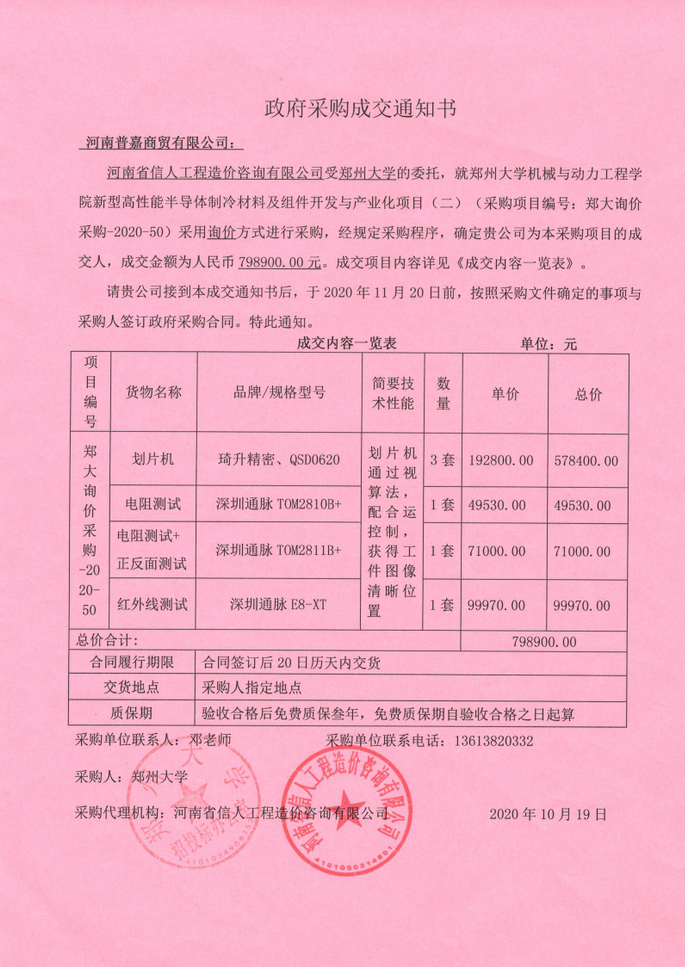 政府采购成交通知书
河南普嘉商贸有限公司：
河南省信人工程造价咨询有限公司受郑州大学的委托，就郑州大学机械与动力工程学
院新型高性能半导体制冷材料及组件开发与产业化项目（二）（采购项目编号：郑大询价
采购-2020-50）采用询价方式进行采购，经规定采购程序，确定贵公司为本采购项目的成
交人，成交金额为人民币 798900.00 元。成交项目内容详见《成交内容一览表》。
请贵公司接到本成交通知书后，于 2020 年 11 月 20 日前，按照采购文件确定的事项与
采购人签订政府采购合同。特此通知。
成交内容一览表 单位：元
项目编号 货物名称 品牌/规格型号 简要技术性能 数量 单价 总价
郑大询价采购-2020-50
划片机 琦升精密、QSD0620 3 套 192800.00 578400.00
划片机通过视算法，配合运控制，获得工件图像清晰位置
电阻测试 深圳通脉 TOM2810B+ 1 套 49530.00 49530.00
电阻测试+正反面测试 深圳通脉 TOM2811B+ 1 套 71000.00 71000.00
红外线测试 深圳通脉 E8-XT 1 套 99970.00 99970.00
总价合计: 798900.00
合同履行期限 合同签订后 20 日历天内交货
交货地点 采购人指定地点
质保期 验收合格后免费质保叁年，免费质保期自验收合格之日起算
采购单位联系人：邓老师 采购单位联系电话：13613820332
采购人：郑州大学
采购代理机构：河南省信人工程造价咨询有限公司 2020 年 10 月 19 日
河南省信人工程造价咨询有限公司